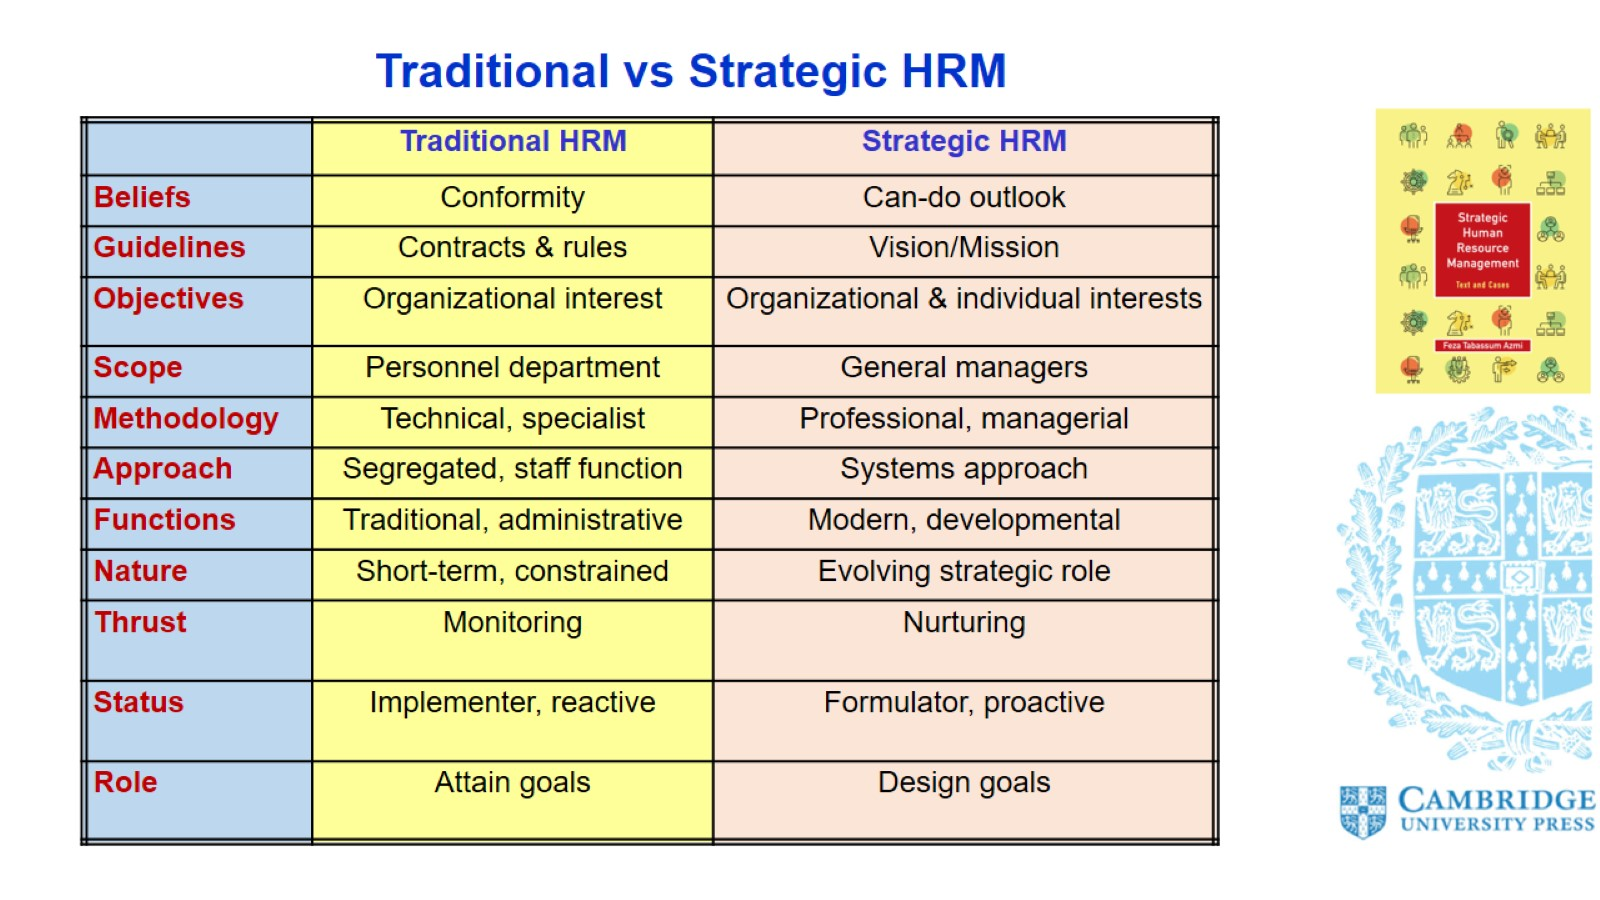 Traditional vs Strategic HRM
Traditional HRM Strategic HRM
Beliefs Conformity Can-do outlook
Guidelines Contracts & rules Vision/Mission
Objectives Organizational interest Organizational & individual interests
Scope Personnel department General managers
Methodology Technical, specialist Professional, managerial
Approach Segregated, staff function Systems approach
Functions Traditional, administrative Modern, developmental
Nature Short-term, constrained Evolving strategic role
Thrust Monitoring Nurturing
Status Implementer, reactive Formulator, proactive
Role Attain goals Design goals
Strategic
Human
Resource
Management
Text and Cases
Feza Tabassum Azmi
CAMBRIDGE
UNIVERSITY PRESS